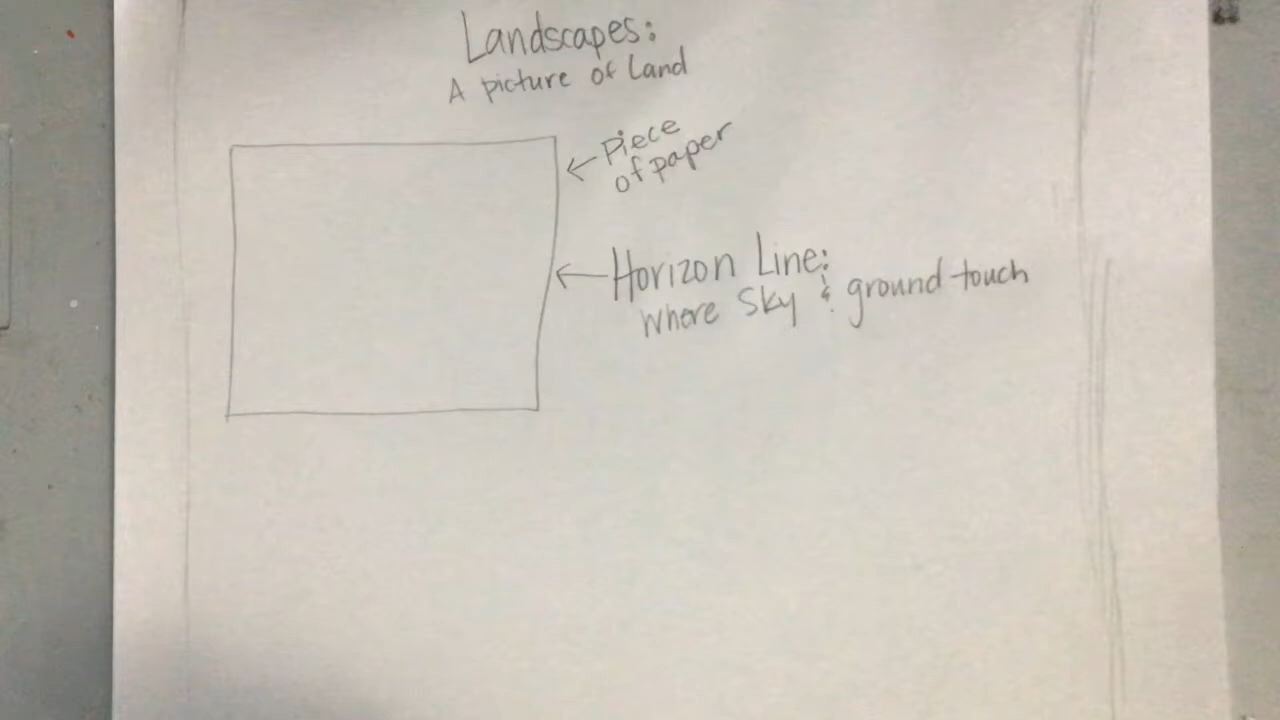 Landscapes:
A picture of Land
← Piece
of paper
← Horizon Line:
where Sky & ground touch